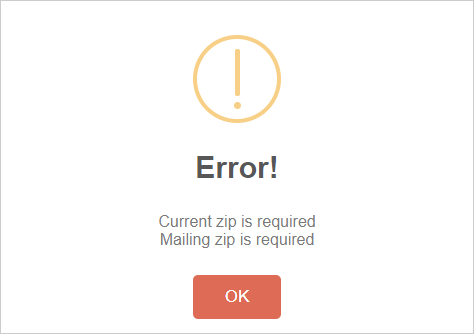 Error!
Current zip is required
Mailing zip is required
OK